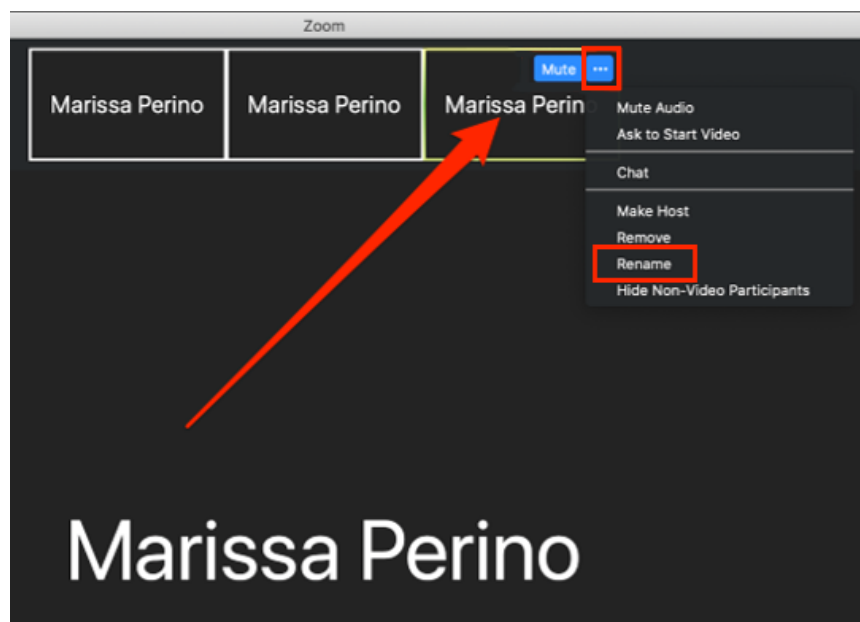 Zoom
Marissa Perino
Marissa Perino
Marissa Perino
Mute ...
Mute Audio
Ask to Start Video
Chat
Make Host
Remove
Rename
Hide Non-Video Participants
Marissa Perino